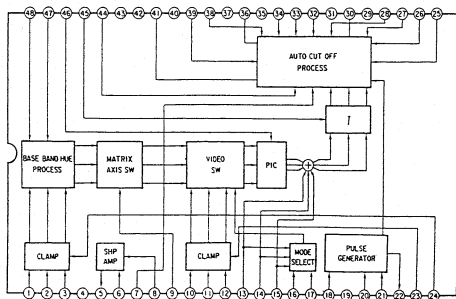 48 47 46 45 44 43 42 41 40 39 38 37 36 35 34 33 32 31 30 29 28 27 26 25
AUTO CUT OFF
PROCESS
T
BASE BAND HUE
PROCESS
MATRIX
AXIS SW
VIDEO
SW
PIC
CLAMP
SHP
AMP
CLAMP
MODE
SELECT
PULSE
GENERATOR
1 2 3 4 5 6 7 8 9 10 11 12 13 14 15 16 17 18 19 20 21 22 23 24